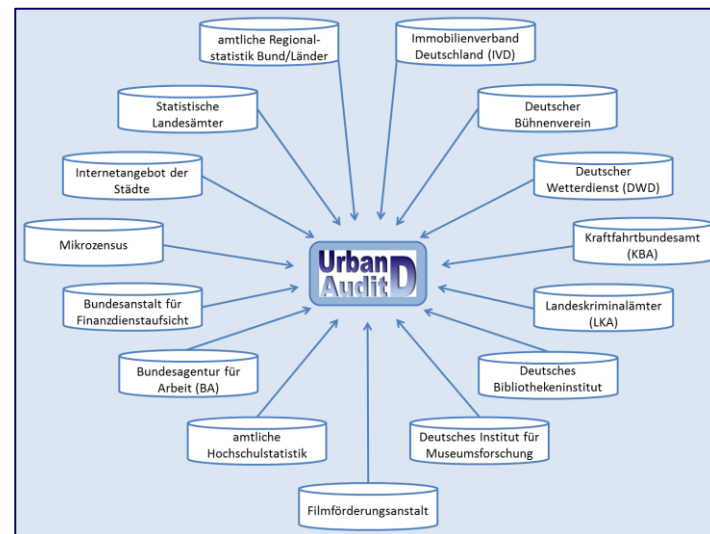 amtliche Regional-
statistik Bund/Länder
Immobilienverband
Deutschland (IVD)
Statistische
Landesämter
Deutscher
Bühnenverein
Internetangebot der
Städte
Deutscher
Wetterdienst (DWD)
Mikrozensus
Kraftfahrtbundesamt
(KBA)
Urban
Audit D
Bundesanstalt für
Finanzdienstaufsicht
Landeskriminalämter
(LKA)
Bundesagentur für
Arbeit (BA)
Deutsches
Bibliothekeninstitut
amtliche
Hochschulstatistik
Deutsches Institut für
Museumsforschung
Filmförderungsanstalt